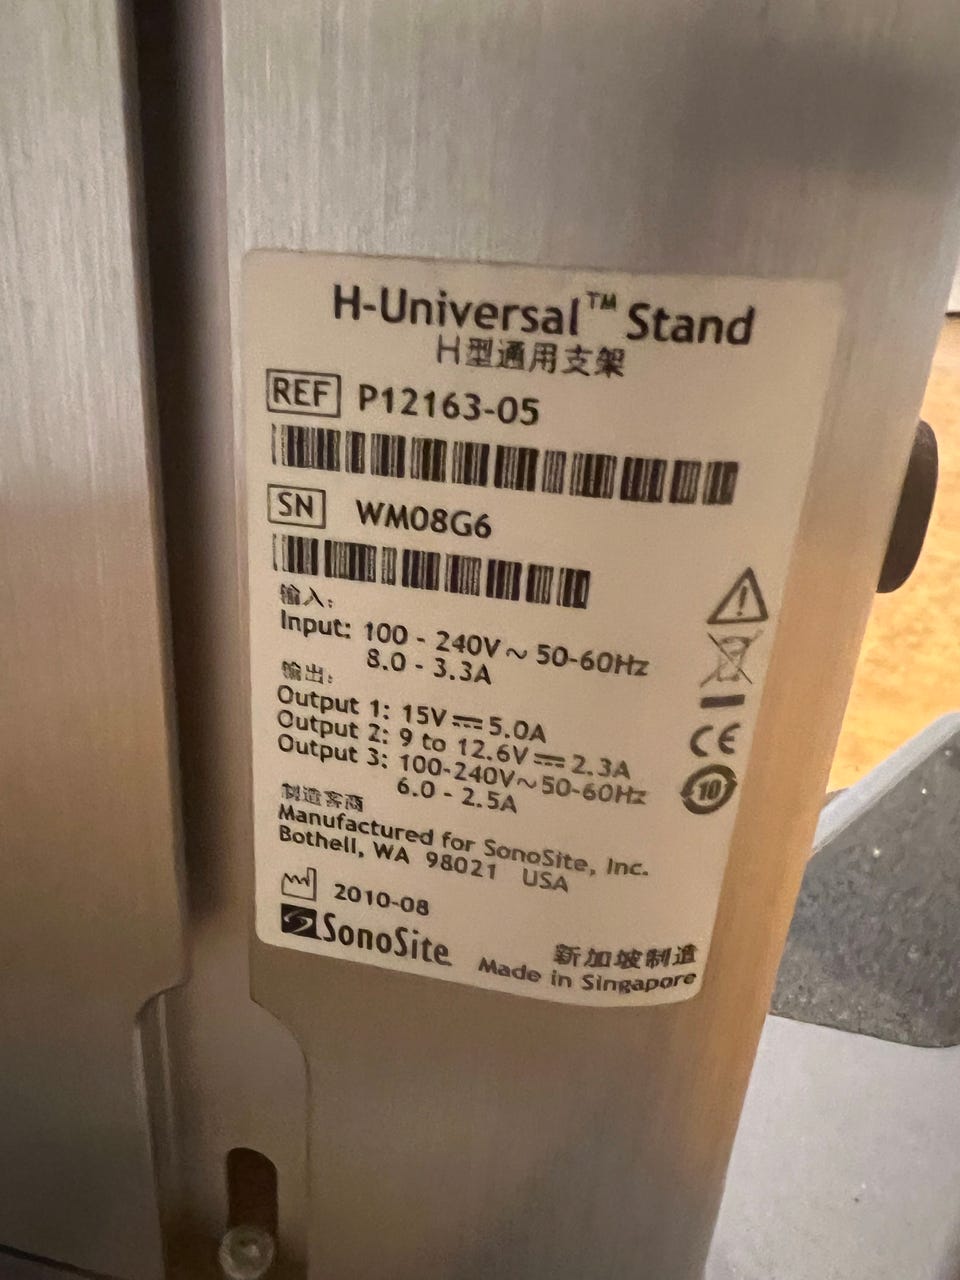 H-Universal™ Stand
H型通用支架
REF P12163-05
SN WM08G6
输入:
Input: 100 - 240V ~ 50-60Hz
8.0 - 3.3A
输出:
Output 1: 15V⎓5.0A
Output 2: 9 to 12.6V⎓2.3A
Output 3: 100-240V~50-60Hz
6.0 - 2.5A
CE
10
制造客商
Manufactured for SonoSite, Inc.
Bothell, WA 98021 USA
2010-08
SonoSite
新加坡制造
Made in Singapore